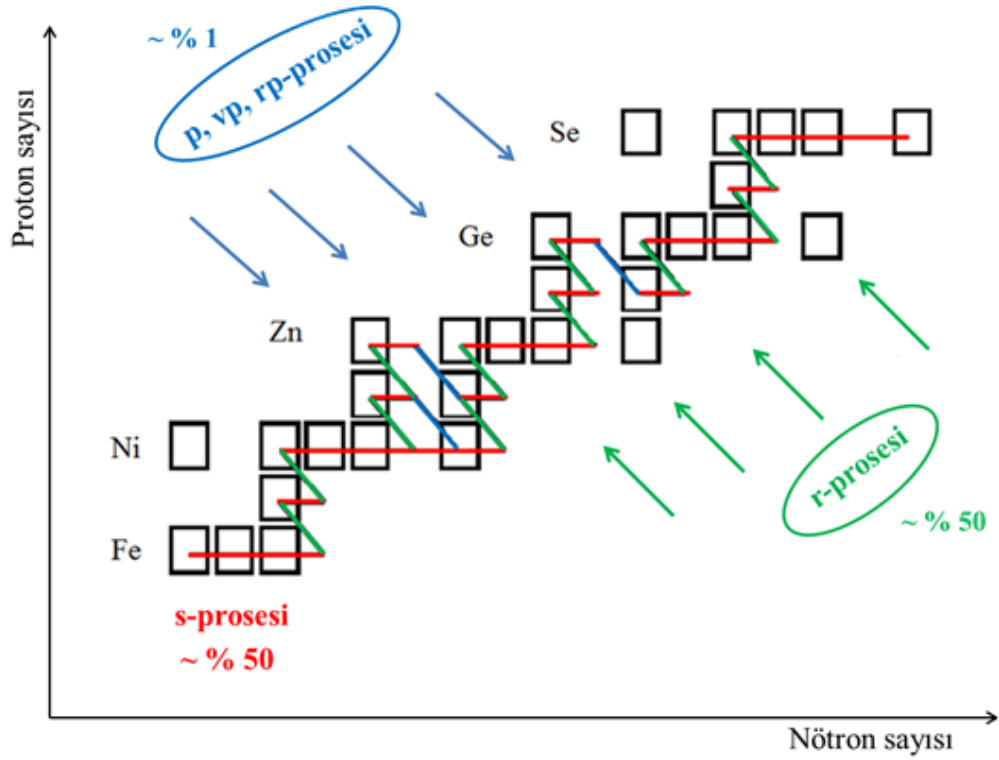 ~ % 1
p, νp, rp-prosesi
Proton sayısı
Se
Ge
Zn
Ni
Fe
r-prosesi
~ % 50
s-prosesi
~ % 50
Nötron sayısı